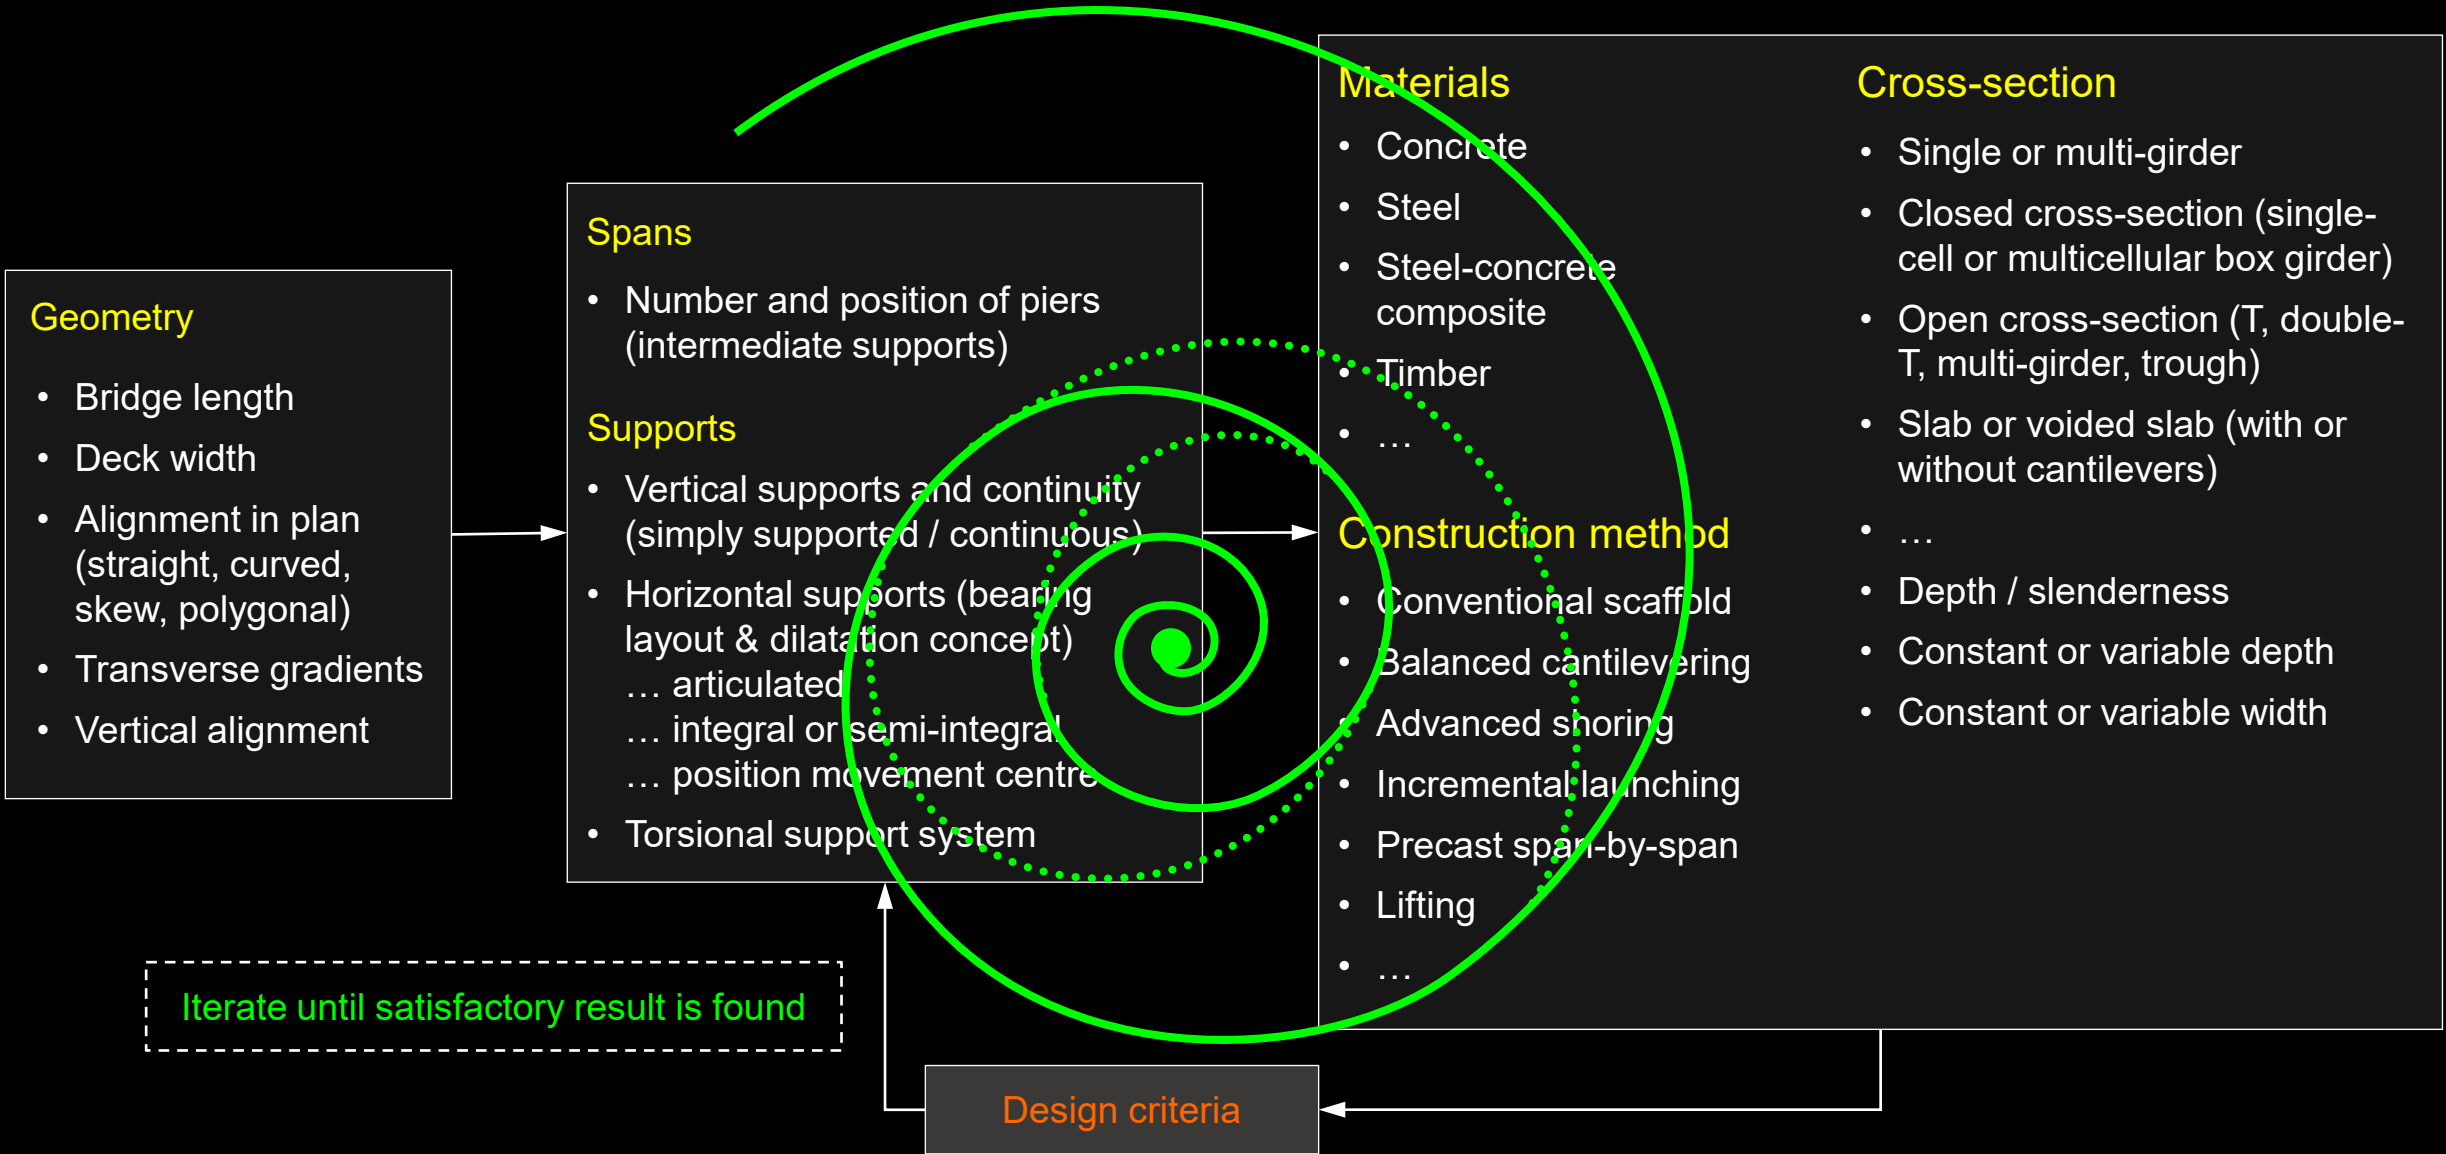 Geometry
• Bridge length
• Deck width
• Alignment in plan
(straight, curved,
skew, polygonal)
• Transverse gradients
• Vertical alignment
Spans
• Number and position of piers
(intermediate supports)
Supports
• Vertical supports and continuity
(simply supported / continuous)
• Horizontal supports (bearing
layout & dilatation concept)
… articulated
… integral or semi-integral
… position movement centre
• Torsional support system
Materials
• Concrete
• Steel
• Steel-concrete
composite
• Timber
• …
Construction method
• Conventional scaffold
• Balanced cantilevering
• Advanced shoring
• Incremental launching
• Precast span-by-span
• Lifting
• …
Cross-section
• Single or multi-girder
• Closed cross-section (single-
cell or multicellular box girder)
• Open cross-section (T, double-
T, multi-girder, trough)
• Slab or voided slab (with or
without cantilevers)
• …
• Depth / slenderness
• Constant or variable depth
• Constant or variable width
Iterate until satisfactory result is found
Design criteria